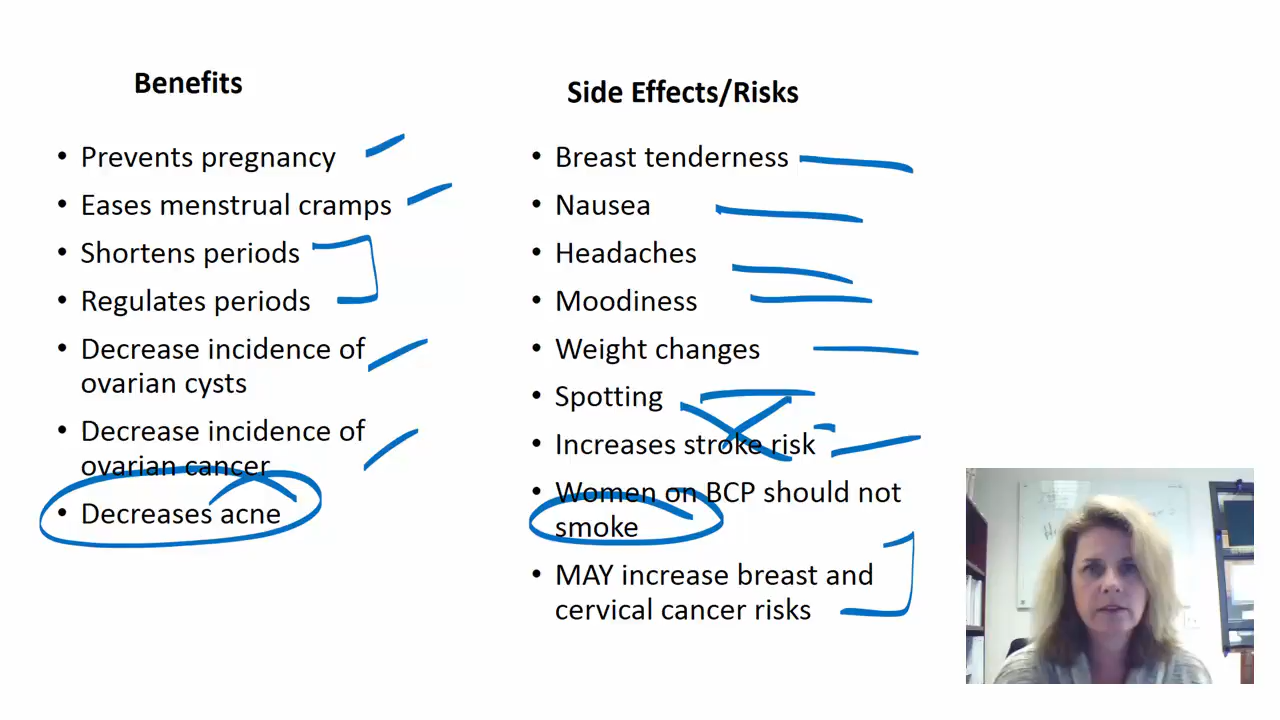 Benefits
• Prevents pregnancy
• Eases menstrual cramps
• Shortens periods
• Regulates periods
• Decrease incidence of
ovarian cysts
• Decrease incidence of
ovarian cancer
• Decreases acne
Side Effects/Risks
• Breast tenderness
• Nausea
• Headaches
• Moodiness
• Weight changes
• Spotting
• Increases stroke risk
• Women on BCP should not
smoke
• MAY increase breast and
cervical cancer risks